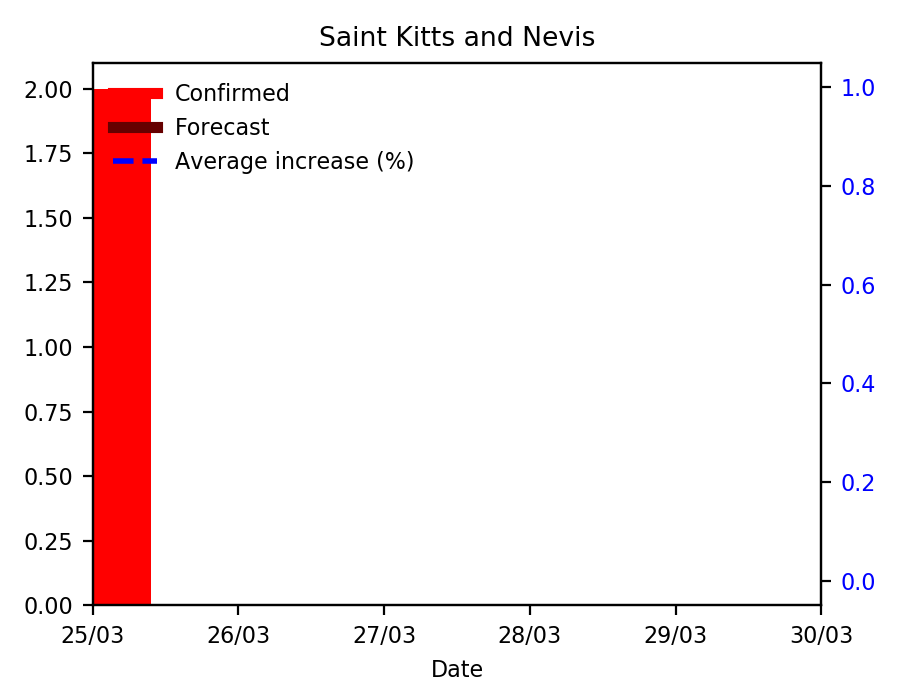 Saint Kitts and Nevis
2.00
1.75
1.50
1.25
1.00
0.75
0.50
0.25
0.00
Confirmed
Forecast
Average increase (%)
1.0
0.8
0.6
0.4
0.2
0.0
25/03 26/03 27/03 28/03 29/03 30/03
Date